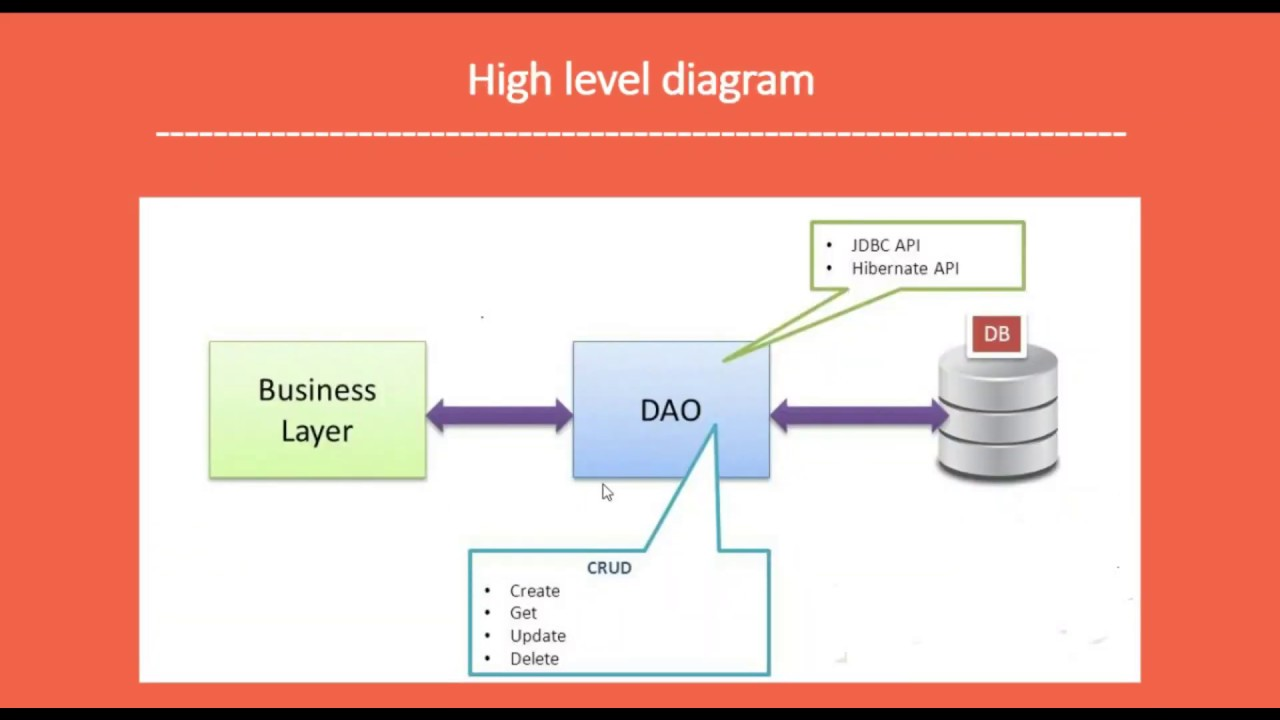 High level diagram
• JDBC API
• Hibernate API
DB
Business
Layer
DAO
CRUD
• Create
• Get
• Update
• Delete